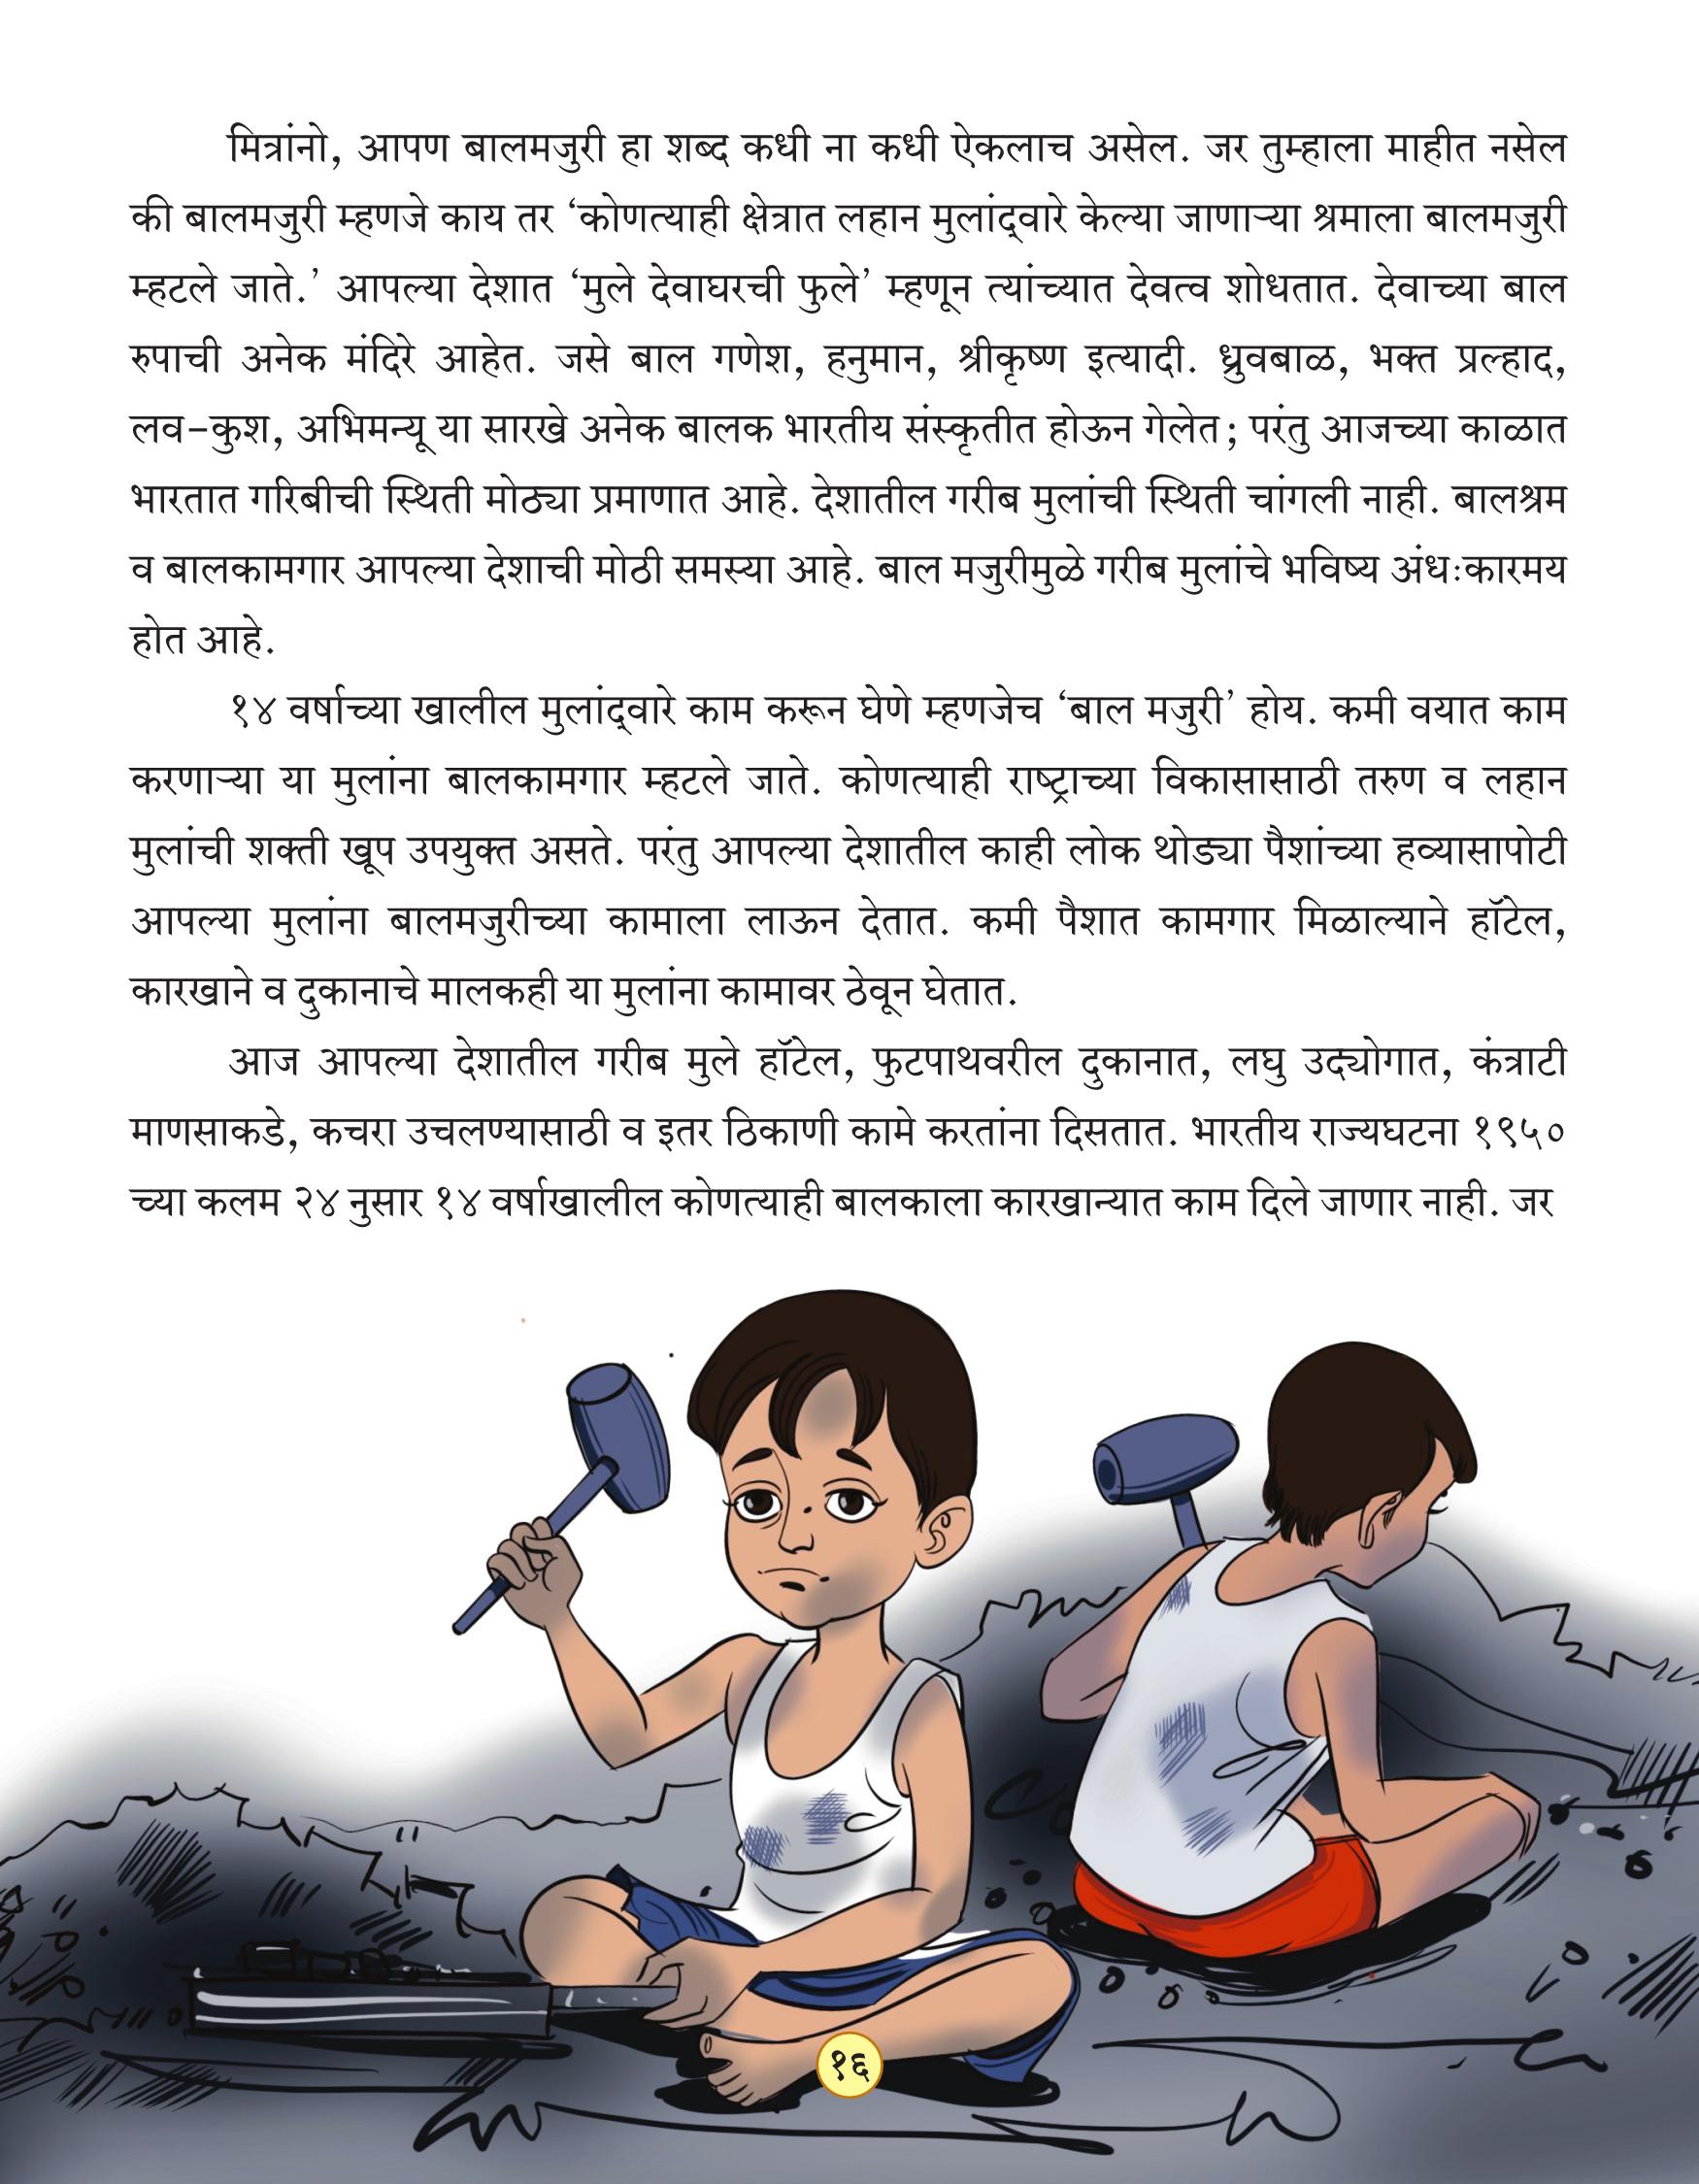 मित्रांनो, आपण बालमजुरी हा शब्द कधी ना कधी ऐकलाच असेल. जर तुम्हाला माहीत नसेल
की बालमजुरी म्हणजे काय तर ‘कोणत्याही क्षेत्रात लहान मुलांद्वारे केल्या जाणाऱ्या श्रमाला बालमजुरी
म्हटले जाते.’ आपल्या देशात ‘मुले देवाघरची फुले’ म्हणून त्यांच्यात देवत्व शोधतात. देवाच्या बाल
रुपाची अनेक मंदिरे आहेत. जसे बाल गणेश, हनुमान, श्रीकृष्ण इत्यादी. ध्रुवबाळ, भक्त प्रल्हाद,
लव-कुश, अभिमन्यू या सारखे अनेक बालक भारतीय संस्कृतीत होऊन गेलेत; परंतु आजच्या काळात
भारतात गरिबीची स्थिती मोठ्या प्रमाणात आहे. देशातील गरीब मुलांची स्थिती चांगली नाही. बालश्रम
व बालकामगार आपल्या देशाची मोठी समस्या आहे. बाल मजुरीमुळे गरीब मुलांचे भविष्य अंधःकारमय
होत आहे.
१४ वर्षाच्या खालील मुलांद्वारे काम करून घेणे म्हणजेच ‘बाल मजुरी’ होय. कमी वयात काम
करणाऱ्या या मुलांना बालकामगार म्हटले जाते. कोणत्याही राष्ट्राच्या विकासासाठी तरुण व लहान
मुलांची शक्ती खूप उपयुक्त असते. परंतु आपल्या देशातील काही लोक थोड्या पैशांच्या हव्यासापोटी
आपल्या मुलांना बालमजुरीच्या कामाला लाऊन देतात. कमी पैशात कामगार मिळाल्याने हॉटेल,
कारखाने व दुकानाचे मालकही या मुलांना कामावर ठेवून घेतात.
आज आपल्या देशातील गरीब मुले हॉटेल, फुटपाथवरील दुकानात, लघु उद्योगात, कंत्राटी
माणसाकडे, कचरा उचलण्यासाठी व इतर ठिकाणी कामे करतांना दिसतात. भारतीय राज्यघटना १९५०
च्या कलम २४ नुसार १४ वर्षाखालील कोणत्याही बालकाला कारखान्यात काम दिले जाणार नाही. जर
१६